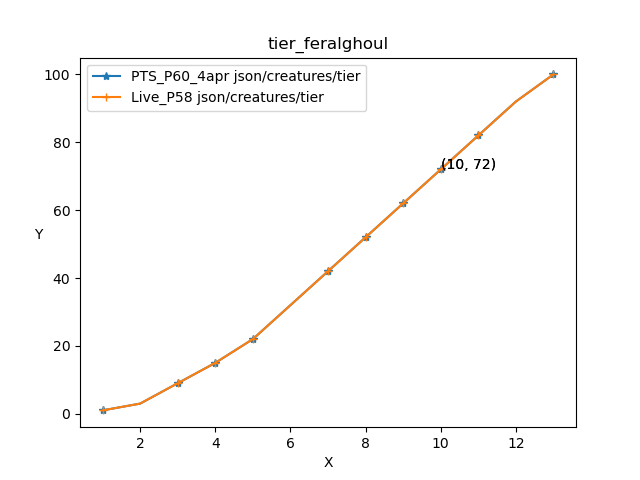 tier_feralghoul
PTS_P60_4apr json/creatures/tier
Live_P58 json/creatures/tier
100
80
(10, 72)
60
Y
40
20
0
2 4 6 8 10 12
X